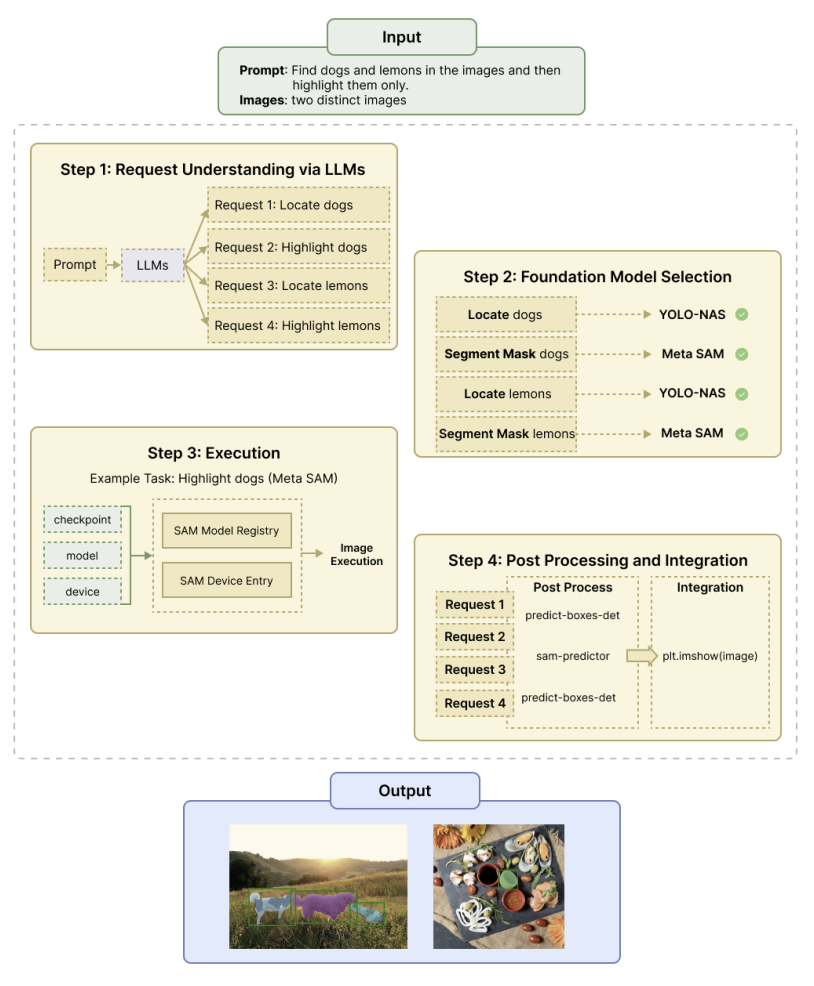 Input
Prompt: Find dogs and lemons in the images and then
highlight them only.
Images: two distinct images
Step 1: Request Understanding via LLMs
Prompt
LLMs
Request 1: Locate dogs
Request 2: Highlight dogs
Request 3: Locate lemons
Request 4: Highlight lemons
Step 2: Foundation Model Selection
Locate dogs
YOLO-NAS
Segment Mask dogs
Meta SAM
Locate lemons
YOLO-NAS
Segment Mask lemons
Meta SAM
Step 3: Execution
Example Task: Highlight dogs (Meta SAM)
checkpoint
model
device
SAM Model Registry
SAM Device Entry
Image
Execution
Step 4: Post Processing and Integration
Request 1
Request 2
Request 3
Request 4
Post Process
predict-boxes-det
sam-predictor
predict-boxes-det
Integration
plt.imshow(image)
Output